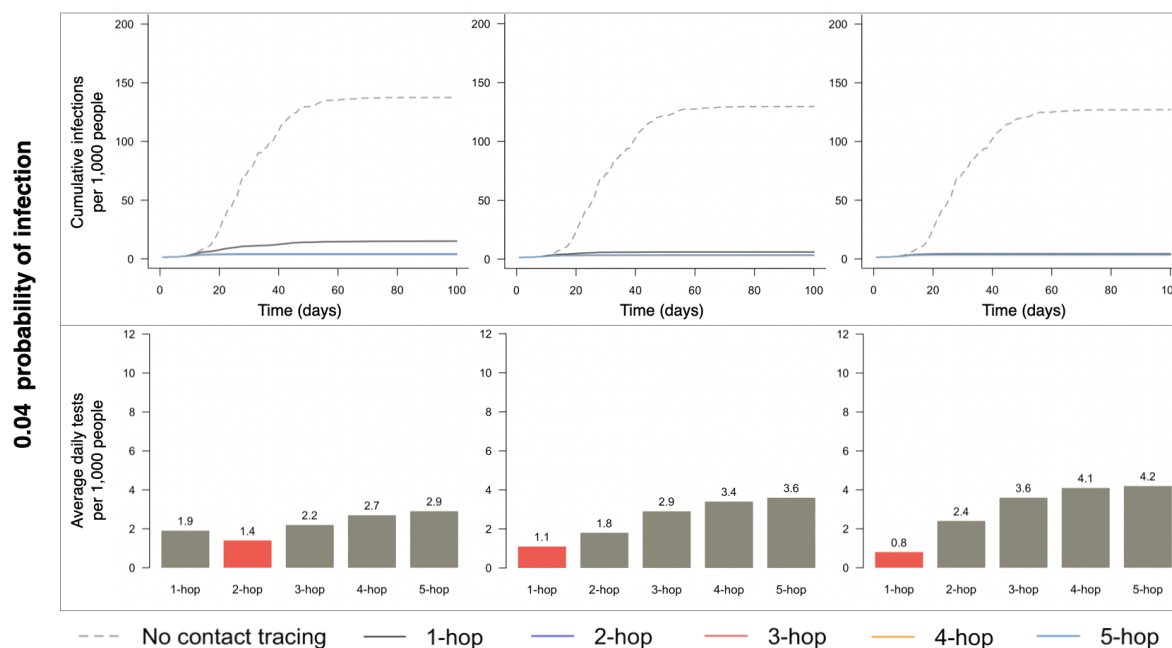 0.04 probability of infection
Cumulative infections
per 1,000 people
200
150
100
50
0
0 20 40 60 80 100
Time (days)
200
150
100
50
0
0 20 40 60 80 100
Time (days)
200
150
100
50
0
0 20 40 60 80 10
Time (days)
Average daily tests
per 1,000 people
12
10
8
6
4
2
0
1.9 1.4 2.2 2.7 2.9
1-hop 2-hop 3-hop 4-hop 5-hop
12
10
8
6
4
2
0
1.1 1.8 2.9 3.4 3.6
1-hop 2-hop 3-hop 4-hop 5-hop
12
10
8
6
4
2
0
0.8 2.4 3.6 4.1 4.2
1-hop 2-hop 3-hop 4-hop 5-hop
No contact tracing 1-hop 2-hop 3-hop 4-hop 5-hop